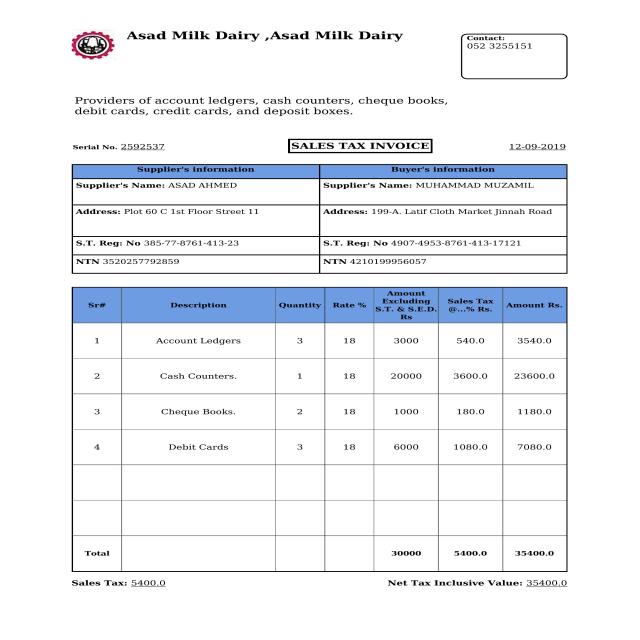 Asad Milk Dairy ,Asad Milk Dairy
Contact:
052 3255151
Providers of account ledgers, cash counters, cheque books,
debit cards, credit cards, and deposit boxes.
Serial No. 2592537 SALES TAX INVOICE 12-09-2019
Supplier's information Buyer's information
Supplier's Name: ASAD AHMED Supplier's Name: MUHAMMAD MUZAMIL
Address: Plot 60 C 1st Floor Street 11 Address: 199-A. Latif Cloth Market Jinnah Road
S.T. Reg: No 385-77-8761-413-23 S.T. Reg: No 4907-4953-8761-413-17121
NTN 3520257792859 NTN 4210199956057
Sr# Description Quantity Rate % Amount Excluding S.T. & S.E.D. Rs Sales Tax @...% Rs. Amount Rs.
1 Account Ledgers 3 18 3000 540.0 3540.0
2 Cash Counters. 1 18 20000 3600.0 23600.0
3 Cheque Books. 2 18 1000 180.0 1180.0
4 Debit Cards 3 18 6000 1080.0 7080.0
Total 30000 5400.0 35400.0
Sales Tax: 5400.0 Net Tax Inclusive Value: 35400.0